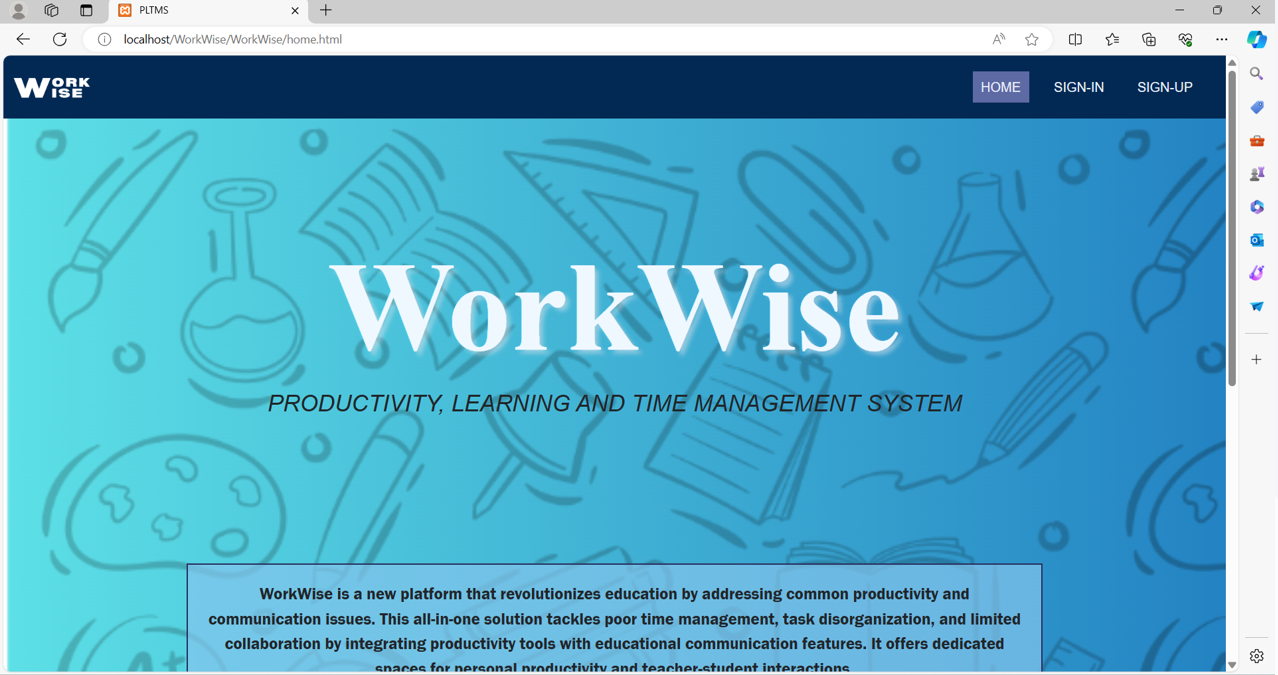 PLTMS
localhost/WorkWise/WorkWise/home.html
WORK
WISE
HOME
SIGN-IN
SIGN-UP
WorkWise
PRODUCTIVITY, LEARNING AND TIME MANAGEMENT SYSTEM
WorkWise is a new platform that revolutionizes education by addressing common productivity and
communication issues. This all-in-one solution tackles poor time management, task disorganization, and limited
collaboration by integrating productivity tools with educational communication features. It offers dedicated
spaces for personal productivity and teacher-student interactions.
A+